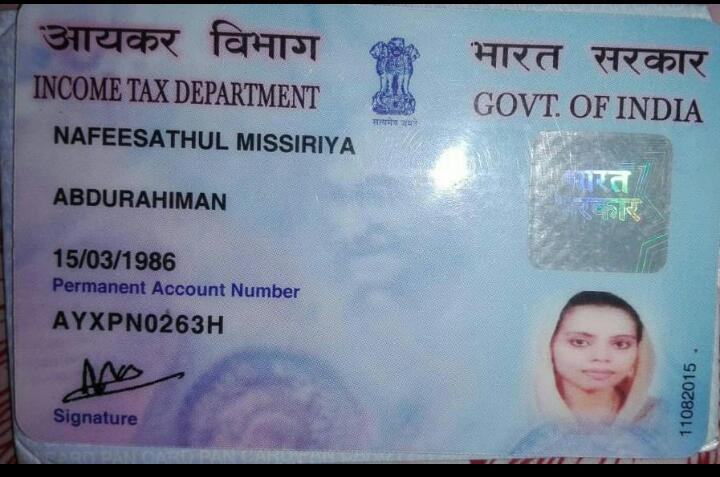 आयकर विभाग
भारत सरकार
INCOME TAX DEPARTMENT
GOVT. OF INDIA
सत्यमेव जयते
NAFEESATHUL MISSIRIYA
भारत
सरकार
ABDURAHIMAN
15/03/1986
Permanent Account Number
AYXPN0263H
Signature
11082015